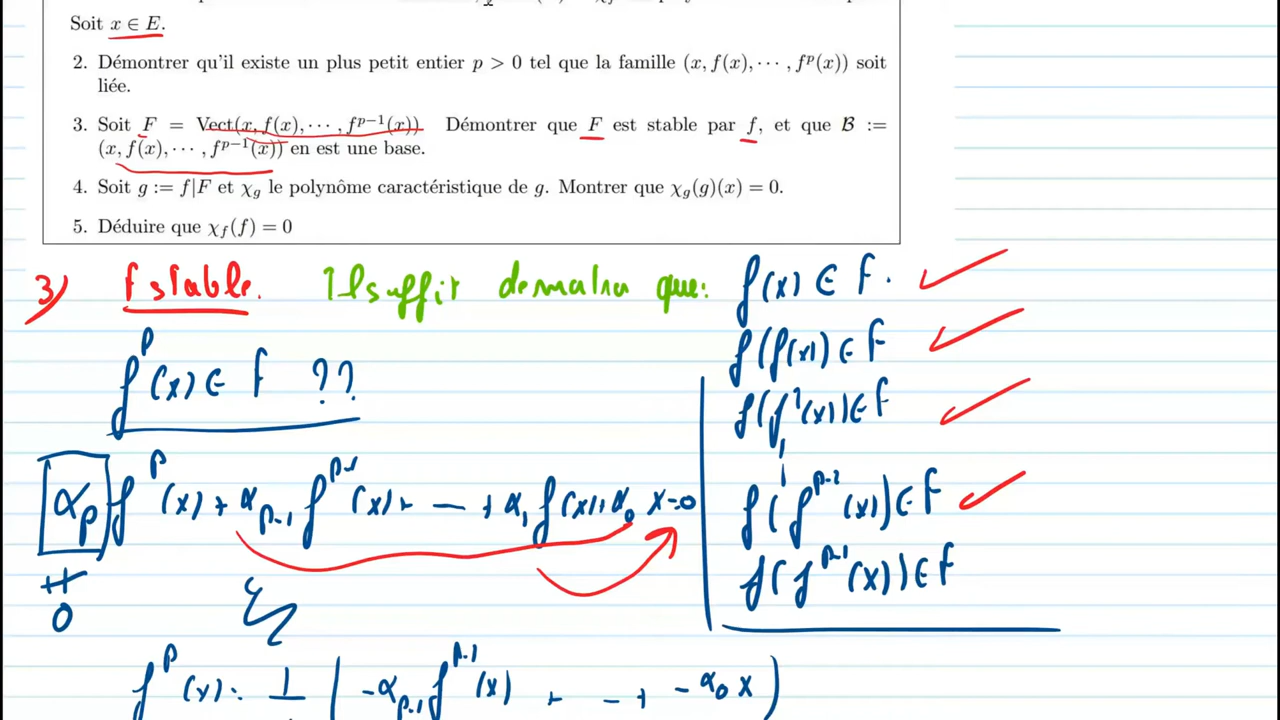 Soit x ∈ E.
2. Démontrer qu'il existe un plus petit entier p > 0 tel que la famille (x, f(x), ⋯ , f^p(x)) soit
liée.
3. Soit F = Vect(x, f(x), ⋯ , f^{p−1}(x)) Démontrer que F est stable par f, et que ℬ :=
(x, f(x), ⋯ , f^{p−1}(x)) en est une base.
4. Soit g := f|F et χ_g le polynôme caractéristique de g. Montrer que χ_g(g)(x) = 0.
5. Déduire que χ_f(f) = 0
3) F stable. Il suffit de que: f(x) ∈ F.
f(f(x)) ∈ F
f^p(x) ∈ F ??
f(f²(x)) ∈ F
α_p f^p(x) + α_{p-1} f^{p-1}(x) + — + α_1 f(x) + α_0 x = 0
f(f^{p-2}(x)) ∈ F
f(f^{p-1}(x)) ∈ F
≠
0
f^p(x) = 1 ( -α_{p-1} f^{p-1}(x) + - + -α_0 x )